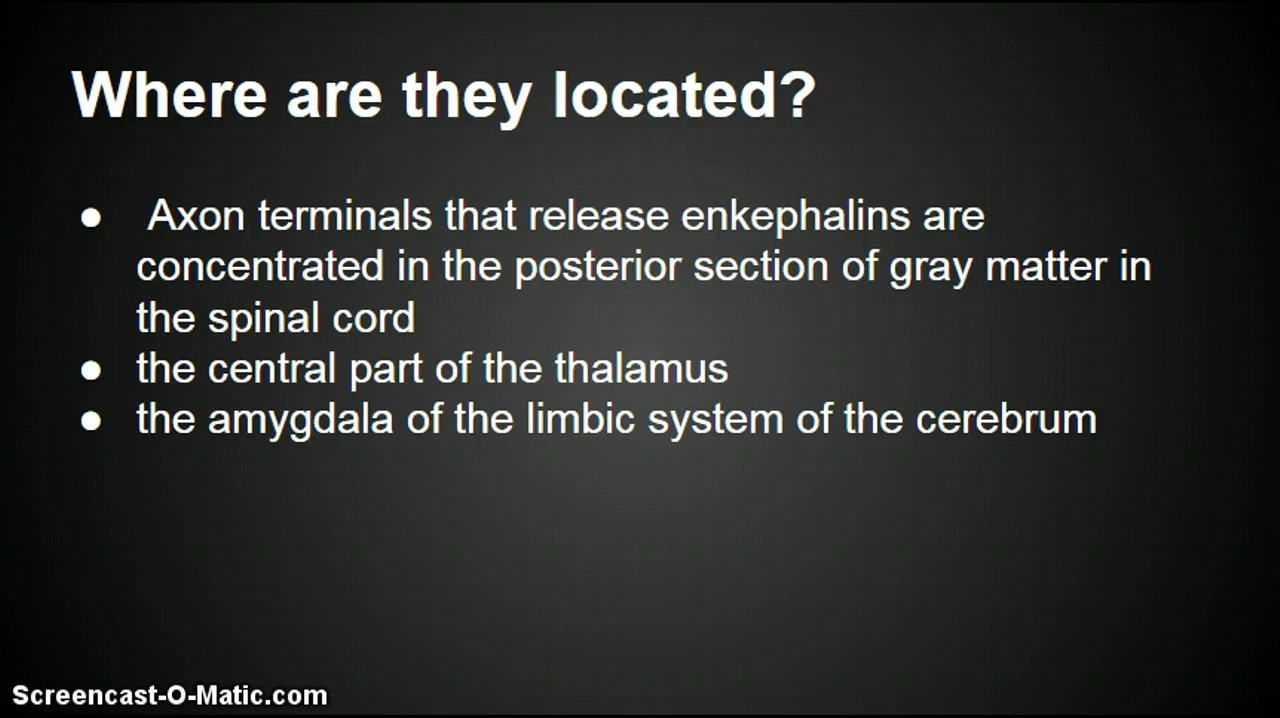 Where are they located?
● Axon terminals that release enkephalins are
concentrated in the posterior section of gray matter in
the spinal cord
● the central part of the thalamus
● the amygdala of the limbic system of the cerebrum
Screencast-O-Matic.com